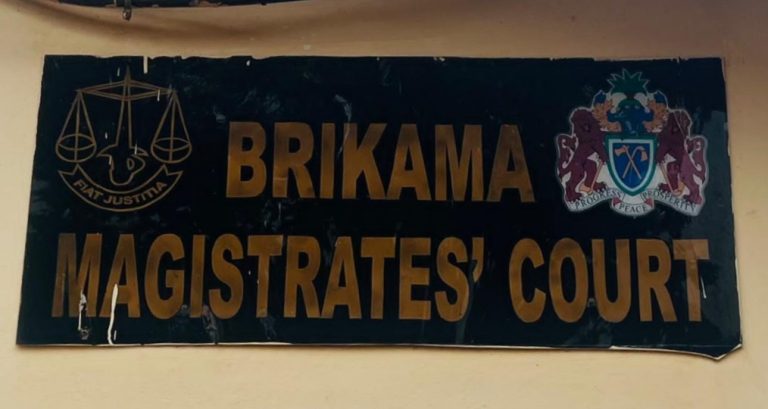 BRIKAMA
MAGISTRATES' COURT
FIAT JUSTITIA
PROGRESS PEACE PROSPERITY